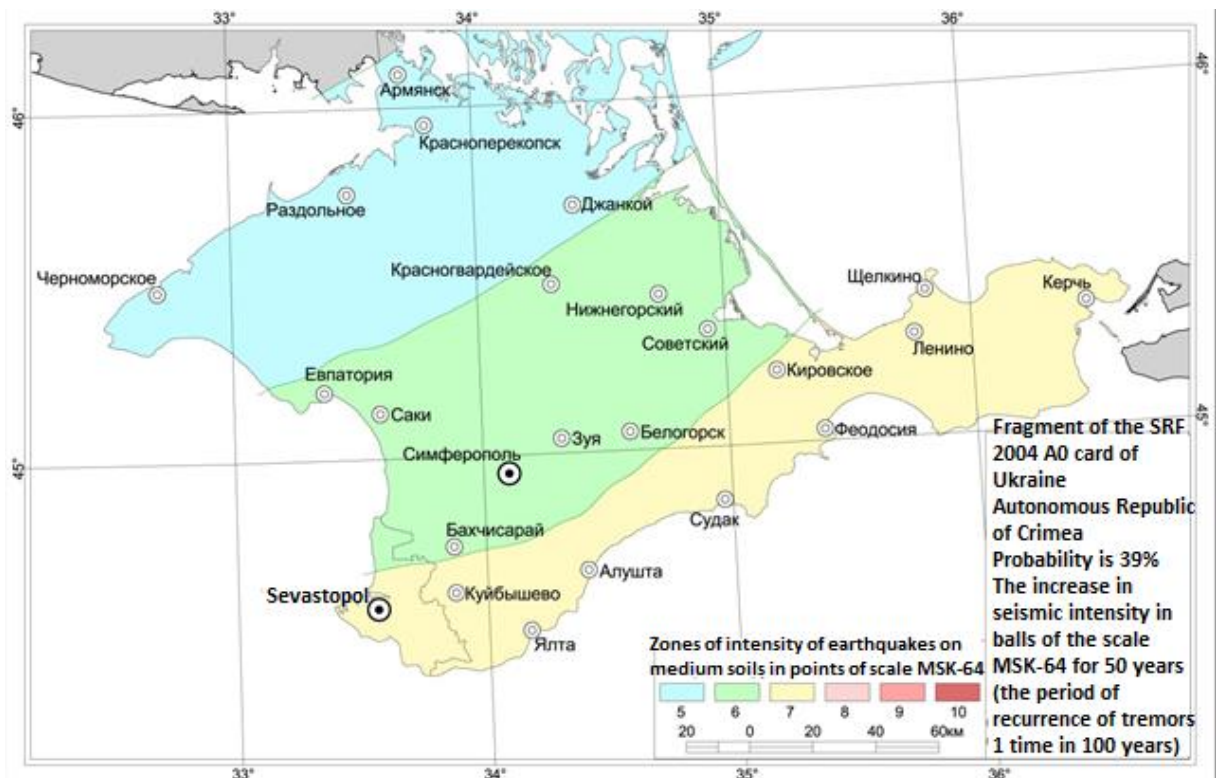 33°
34°
35°
36°
46°
46°
Армянск
Красноперекопск
Раздольное
Джанкой
Черноморское
Красногвардейское
Щелкино
Керчь
Нижнегорский
Советский
Ленино
Евпатория
Кировское
Саки
Зуя
Белогорск
Феодосия
45°
45°
Симферополь
Судак
Бахчисарай
Алушта
Sevastopol
Куйбышево
Ялта
Fragment of the SRF
2004 A0 card of
Ukraine
Autonomous Republic
of Crimea
Probability is 39%
The increase in
seismic intensity in
balls of the scale
MSK-64 for 50 years
(the period of
recurrence of tremors
1 time in 100 years)
Zones of intensity of earthquakes on
medium soils in points of scale MSK-64
5 6 7 8 9 10
20 0 20 40 60км
33°
34°
35°
36°